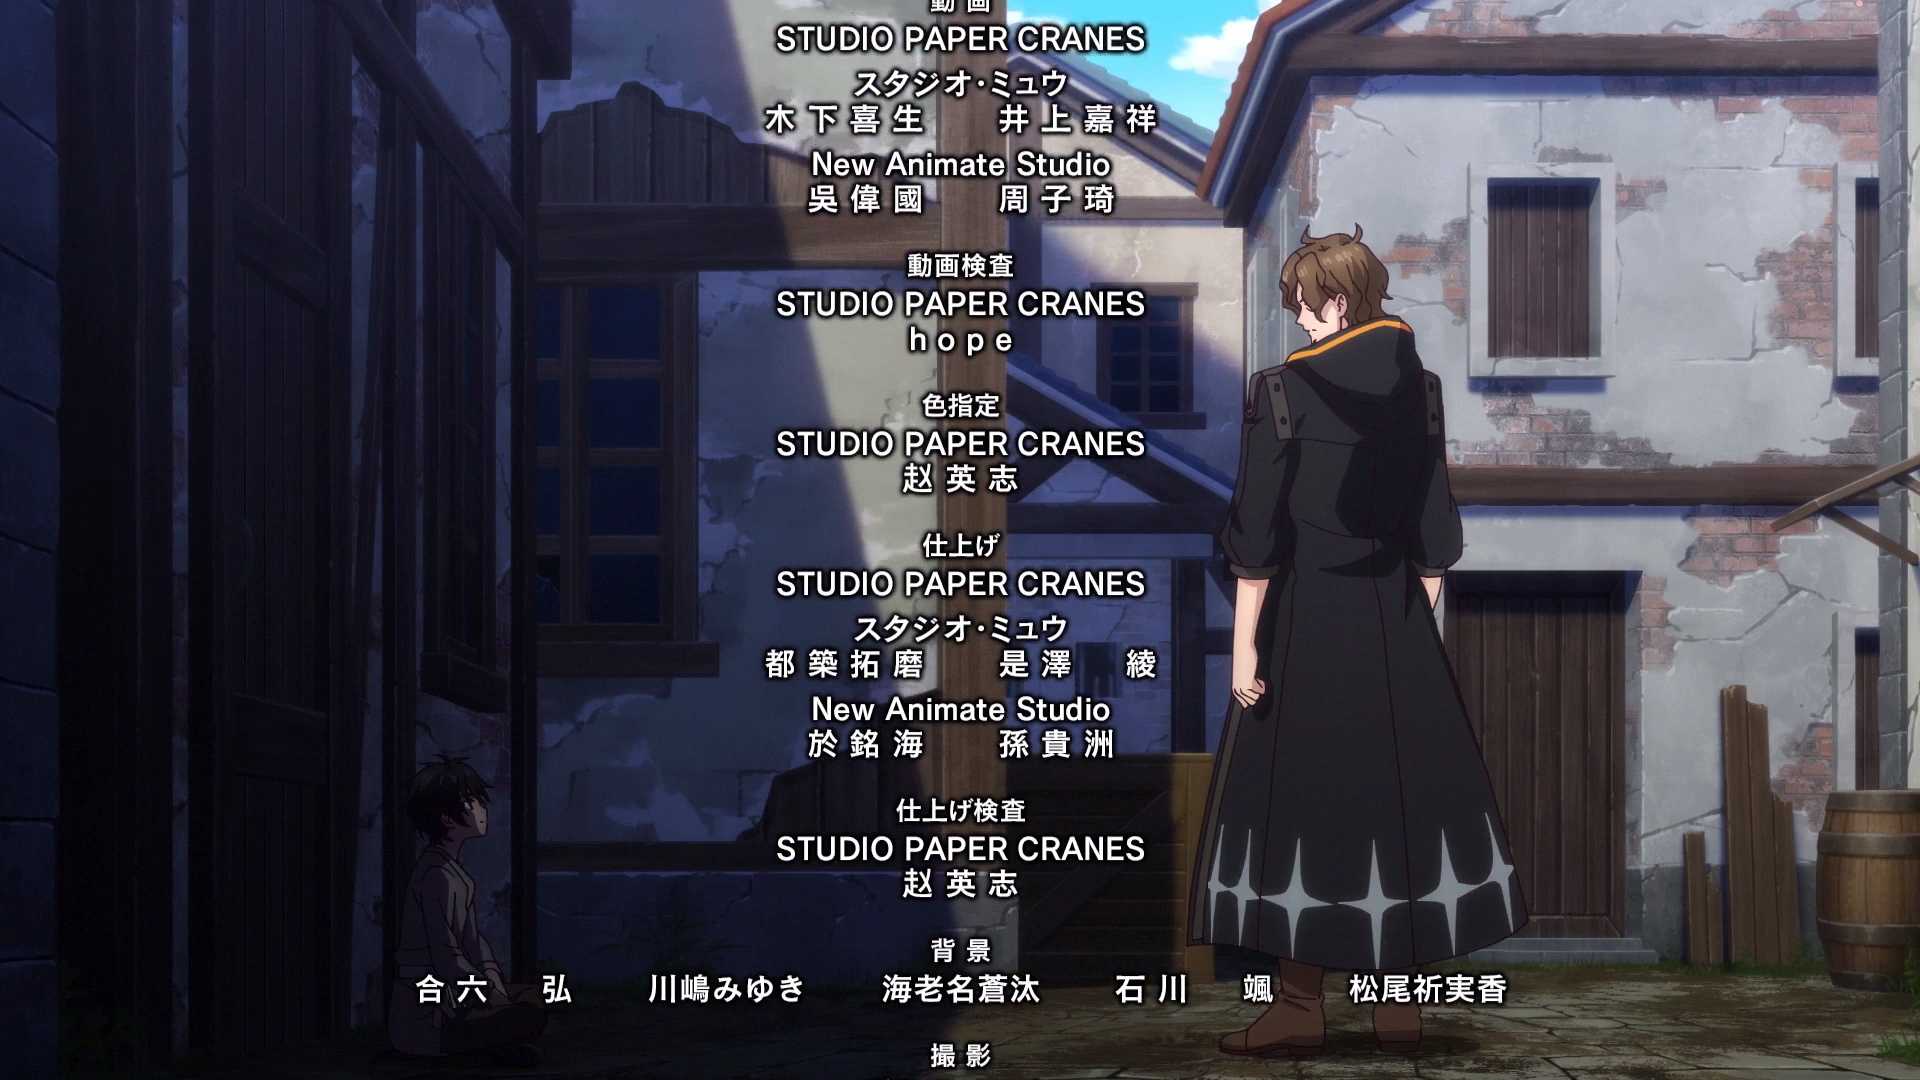 動画
STUDIO PAPER CRANES
スタジオ・ミュウ
木下喜生 井上嘉祥
New Animate Studio
吳偉國 周子琦
動画検査
STUDIO PAPER CRANES
hope
色指定
STUDIO PAPER CRANES
赵英志
仕上げ
STUDIO PAPER CRANES
スタジオ・ミュウ
都築拓磨 是澤 綾
New Animate Studio
於銘海 孫貴洲
仕上げ検査
STUDIO PAPER CRANES
赵英志
背景
合六 弘 川嶋みゆき 海老名蒼汰 石川 颯 松尾祈実香
撮影